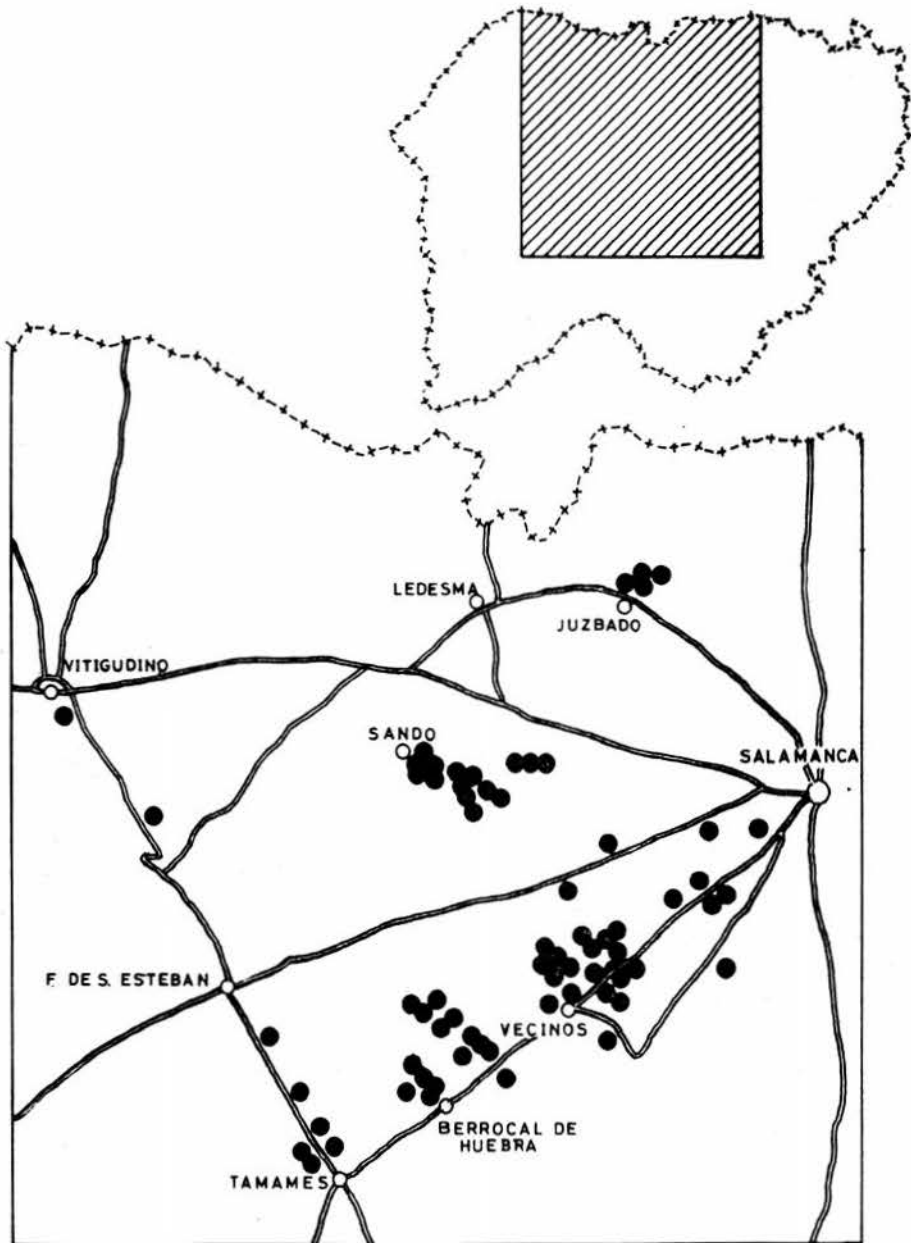 LEDESMA
JUZBADO
VITIGUDINO
SANDO
SALAMANCA
F. DE S. ESTEBAN
VECINOS
BERROCAL DE
HUEBRA
TAMAMES